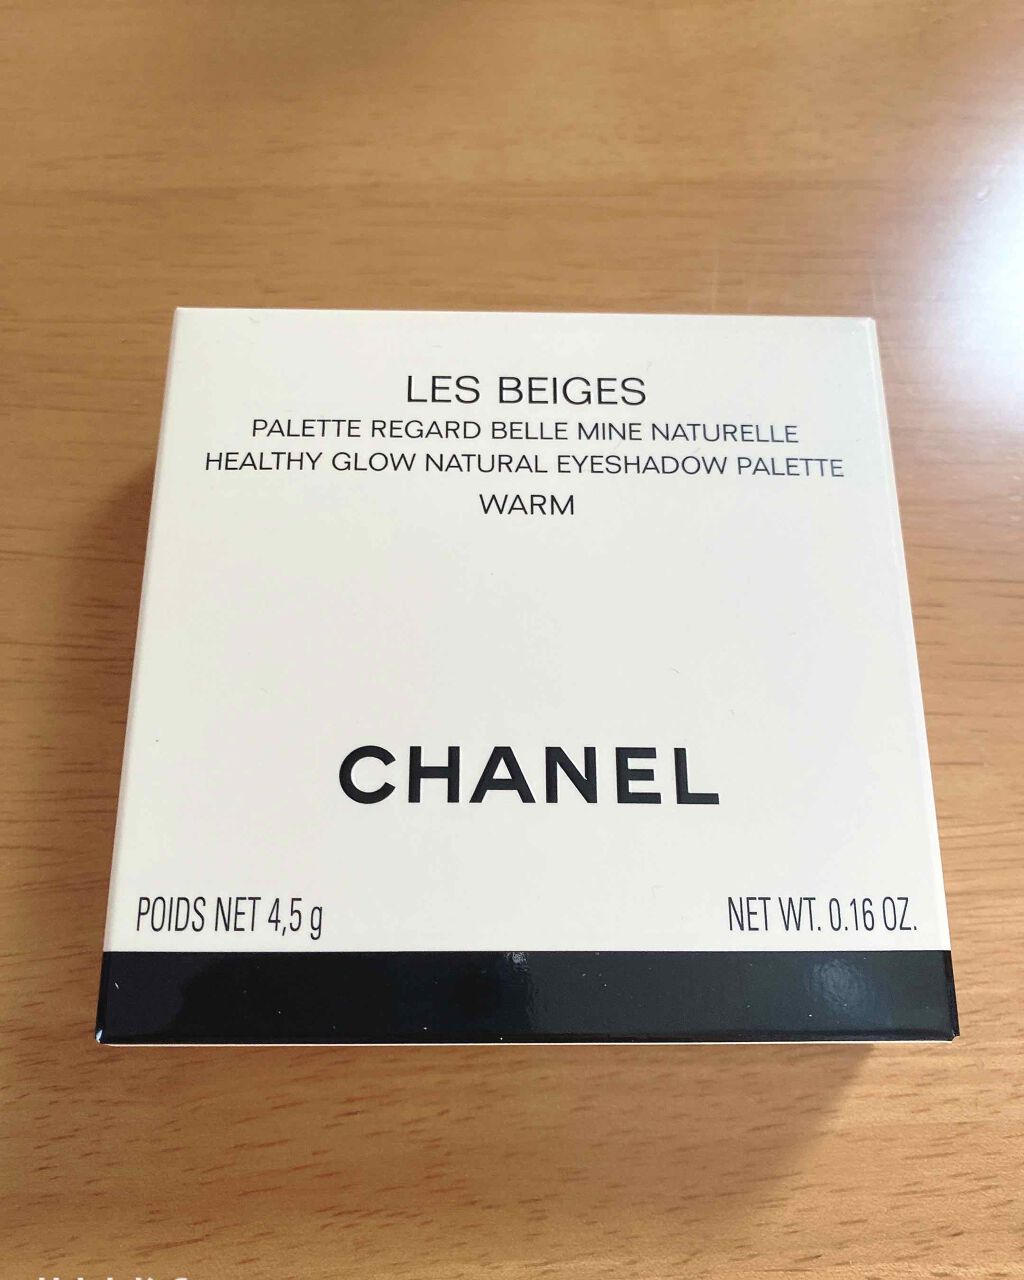 LES BEIGES
PALETTE REGARD BELLE MINE NATURELLE
HEALTHY GLOW NATURAL EYESHADOW PALETTE
WARM
CHANEL
POIDS NET 4,5 g NET WT. 0.16 OZ.